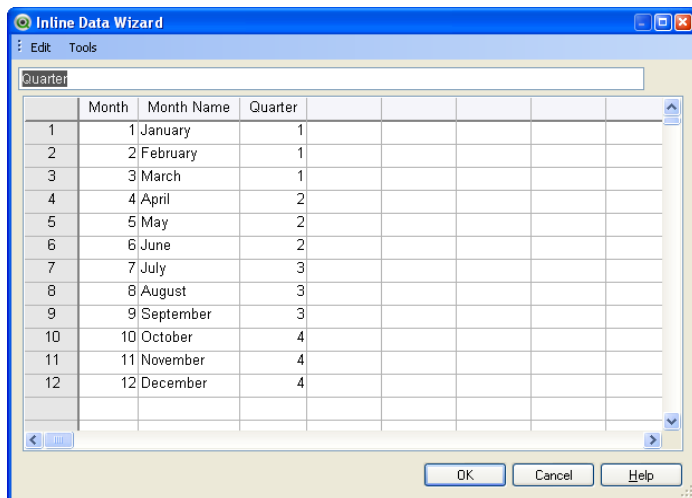 Inline Data Wizard
Edit Tools
Quarter
Month Month Name Quarter
1 1 January 1
2 2 February 1
3 3 March 1
4 4 April 2
5 5 May 2
6 6 June 2
7 7 July 3
8 8 August 3
9 9 September 3
10 10 October 4
11 11 November 4
12 12 December 4
OK Cancel Help